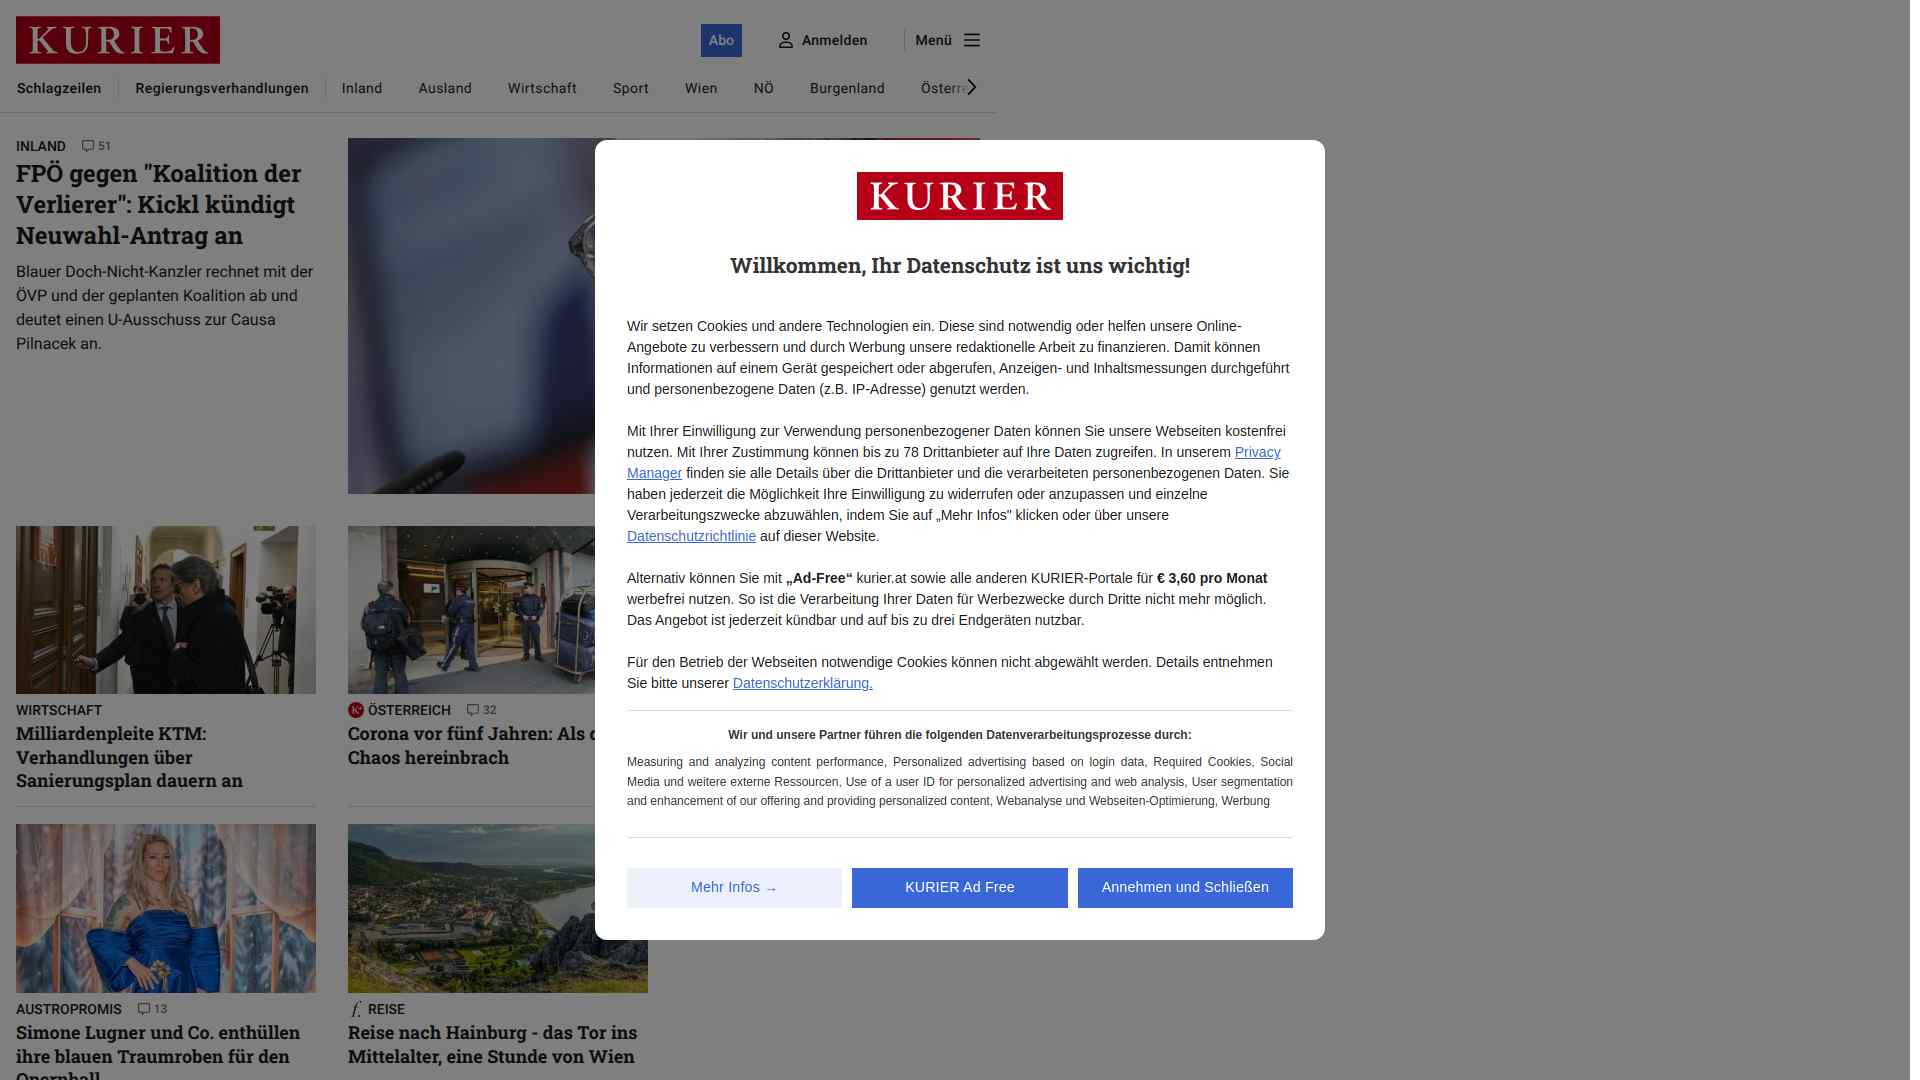 KURIER
Abo
Anmelden
Menü
Schlagzeilen
Regierungsverhandlungen
Inland
Ausland
Wirtschaft
Sport
Wien
NÖ
Burgenland
INLAND 51
FPÖ gegen "Koalition der
Verlierer": Kickl kündigt
Neuwahl-Antrag an
Blauer Doch-Nicht-Kanzler rechnet mit der
ÖVP und der geplanten Koalition ab und
deutet einen U-Ausschuss zur Causa
Pilnacek an.
WIRTSCHAFT
Milliardenpleite KTM:
Verhandlungen über
Sanierungsplan dauern an
ÖSTERREICH 32
Corona vor fünf Jahren: Als
Chaos hereinbrach
AUSTROPROMIS 13
Simone Lugner und Co. enthüllen
ihre blauen Traumroben für den
Opernball
f. REISE
Reise nach Hainburg - das Tor ins
Mittelalter, eine Stunde von Wien
KURIER
Willkommen, Ihr Datenschutz ist uns wichtig!
Wir setzen Cookies und andere Technologien ein. Diese sind notwendig oder helfen unsere Online-
Angebote zu verbessern und durch Werbung unsere redaktionelle Arbeit zu finanzieren. Damit können
Informationen auf einem Gerät gespeichert oder abgerufen, Anzeigen- und Inhaltsmessungen durchgeführt
und personenbezogene Daten (z.B. IP-Adresse) genutzt werden.
Mit Ihrer Einwilligung zur Verwendung personenbezogener Daten können Sie unsere Webseiten kostenfrei
nutzen. Mit Ihrer Zustimmung können bis zu 78 Drittanbieter auf Ihre Daten zugreifen. In unserem Privacy
Manager finden sie alle Details über die Drittanbieter und die verarbeiteten personenbezogenen Daten. Sie
haben jederzeit die Möglichkeit Ihre Einwilligung zu widerrufen oder anzupassen und einzelne
Verarbeitungszwecke abzuwählen, indem Sie auf „Mehr Infos" klicken oder über unsere
Datenschutzrichtlinie auf dieser Website.
Alternativ können Sie mit „Ad-Free“ kurier.at sowie alle anderen KURIER-Portale für € 3,60 pro Monat
werbefrei nutzen. So ist die Verarbeitung Ihrer Daten für Werbezwecke durch Dritte nicht mehr möglich.
Das Angebot ist jederzeit kündbar und auf bis zu drei Endgeräten nutzbar.
Für den Betrieb der Webseiten notwendige Cookies können nicht abgewählt werden. Details entnehmen
Sie bitte unserer Datenschutzerklärung.
Wir und unsere Partner führen die folgenden Datenverarbeitungsprozesse durch:
Measuring and analyzing content performance, Personalized advertising based on login data, Required Cookies, Social
Media und weitere externe Ressourcen, Use of a user ID for personalized advertising and web analysis, User segmentation
and enhancement of our offering and providing personalized content, Webanalyse und Webseiten-Optimierung, Werbung
Mehr Infos →
KURIER Ad Free
Annehmen und Schließen